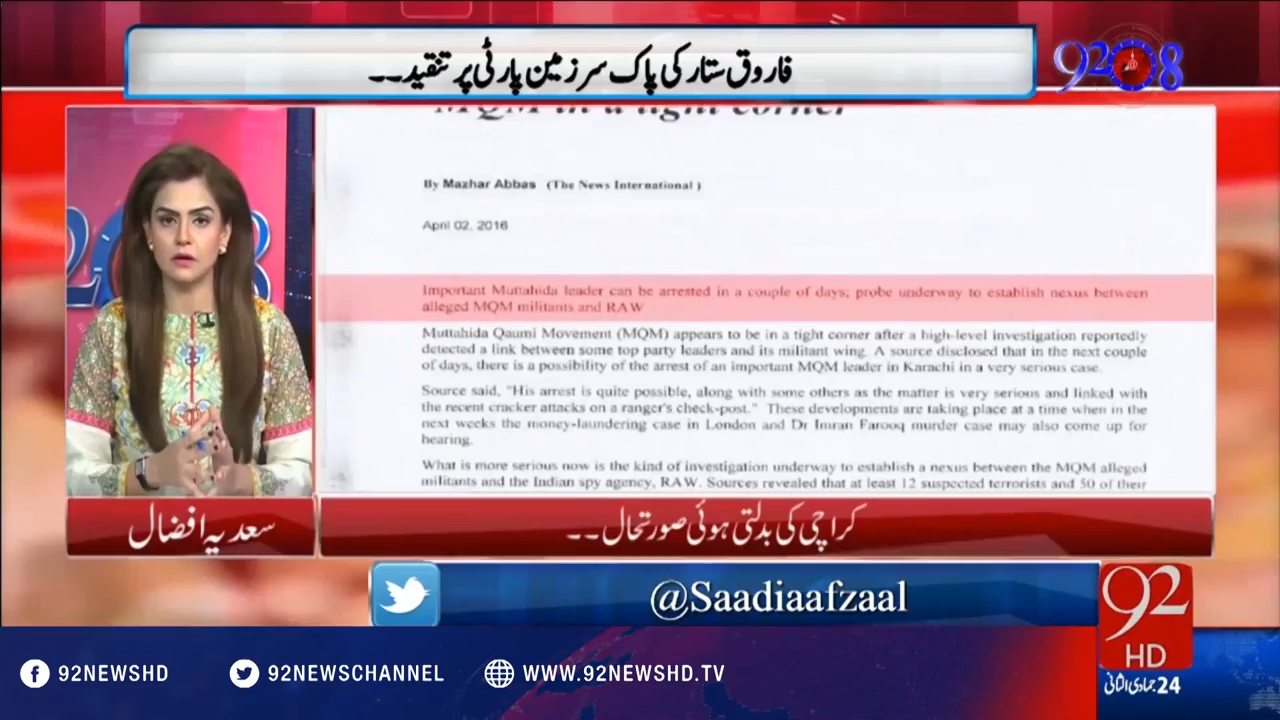 فاروق ستار کی پاک سرزمین پارٹی پر تنقید۔۔
9208
MQM in a tight corner
By Mazhar Abbas (The News International )
April 02, 2016
Important Muttahida leader can be arrested in a couple of days; probe underway to establish nexus between
alleged MQM militants and RAW
Muttahida Qaumi Movement (MQM) appears to be in a tight corner after a high-level investigation reportedly
detected a link between some top party leaders and its militant wing. A source disclosed that in the next couple
of days, there is a possibility of the arrest of an important MQM leader in Karachi in a very serious case.
Source said, "His arrest is quite possible, along with some others as the matter is very serious and linked with
the recent cracker attacks on a ranger's check-post." These developments are taking place at a time when in the
next weeks the money-laundering case in London and Dr Imran Farooq murder case may also come up for
hearing.
What is more serious now is the kind of investigation underway to establish a nexus between the MQM alleged
militants and the Indian spy agency, RAW. Sources revealed that at least 12 suspected terrorists and 50 of their
سعدیہ افضال
کراچی کی بدلتی ہوئی صورتحال۔۔
@Saadiaafzaal
92
HD
24 جمادی الثانی
92NEWSHD
92NEWSCHANNEL
WWW.92NEWSHD.TV